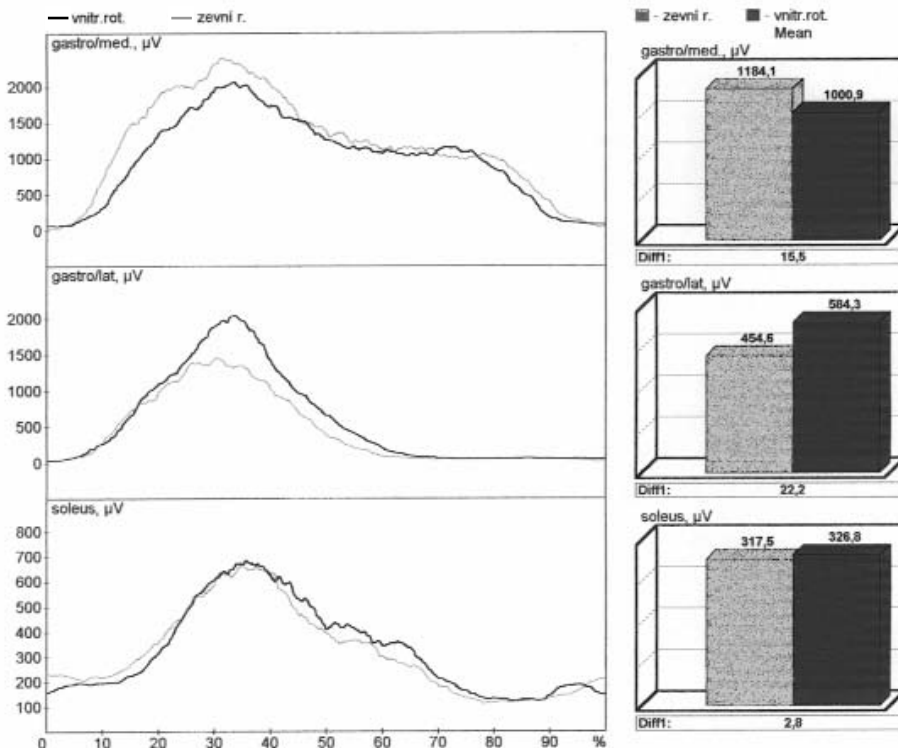 vnitr.rot. zevní r.
gastro/med., µV
2000
1500
1000
500
0
gastro/lat, µV
2000
1500
1000
500
0
soleus, µV
800
700
600
500
400
300
200
100
0 10 20 30 40 50 60 70 80 90 %
- zevní r. - vnitr.rot.
Mean
gastro/med., µV
1184,1
1000,9
Diff1: 15,5
gastro/lat, µV
454,6
584,3
Diff1: 22,2
soleus, µV
317,5 326,8
Diff1: 2,8